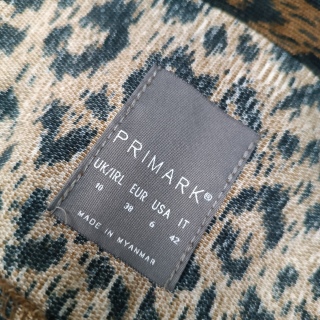 PRIMARK®
UK/IRL EUR USA IT
10 38 6 42
MADE IN MYANMAR